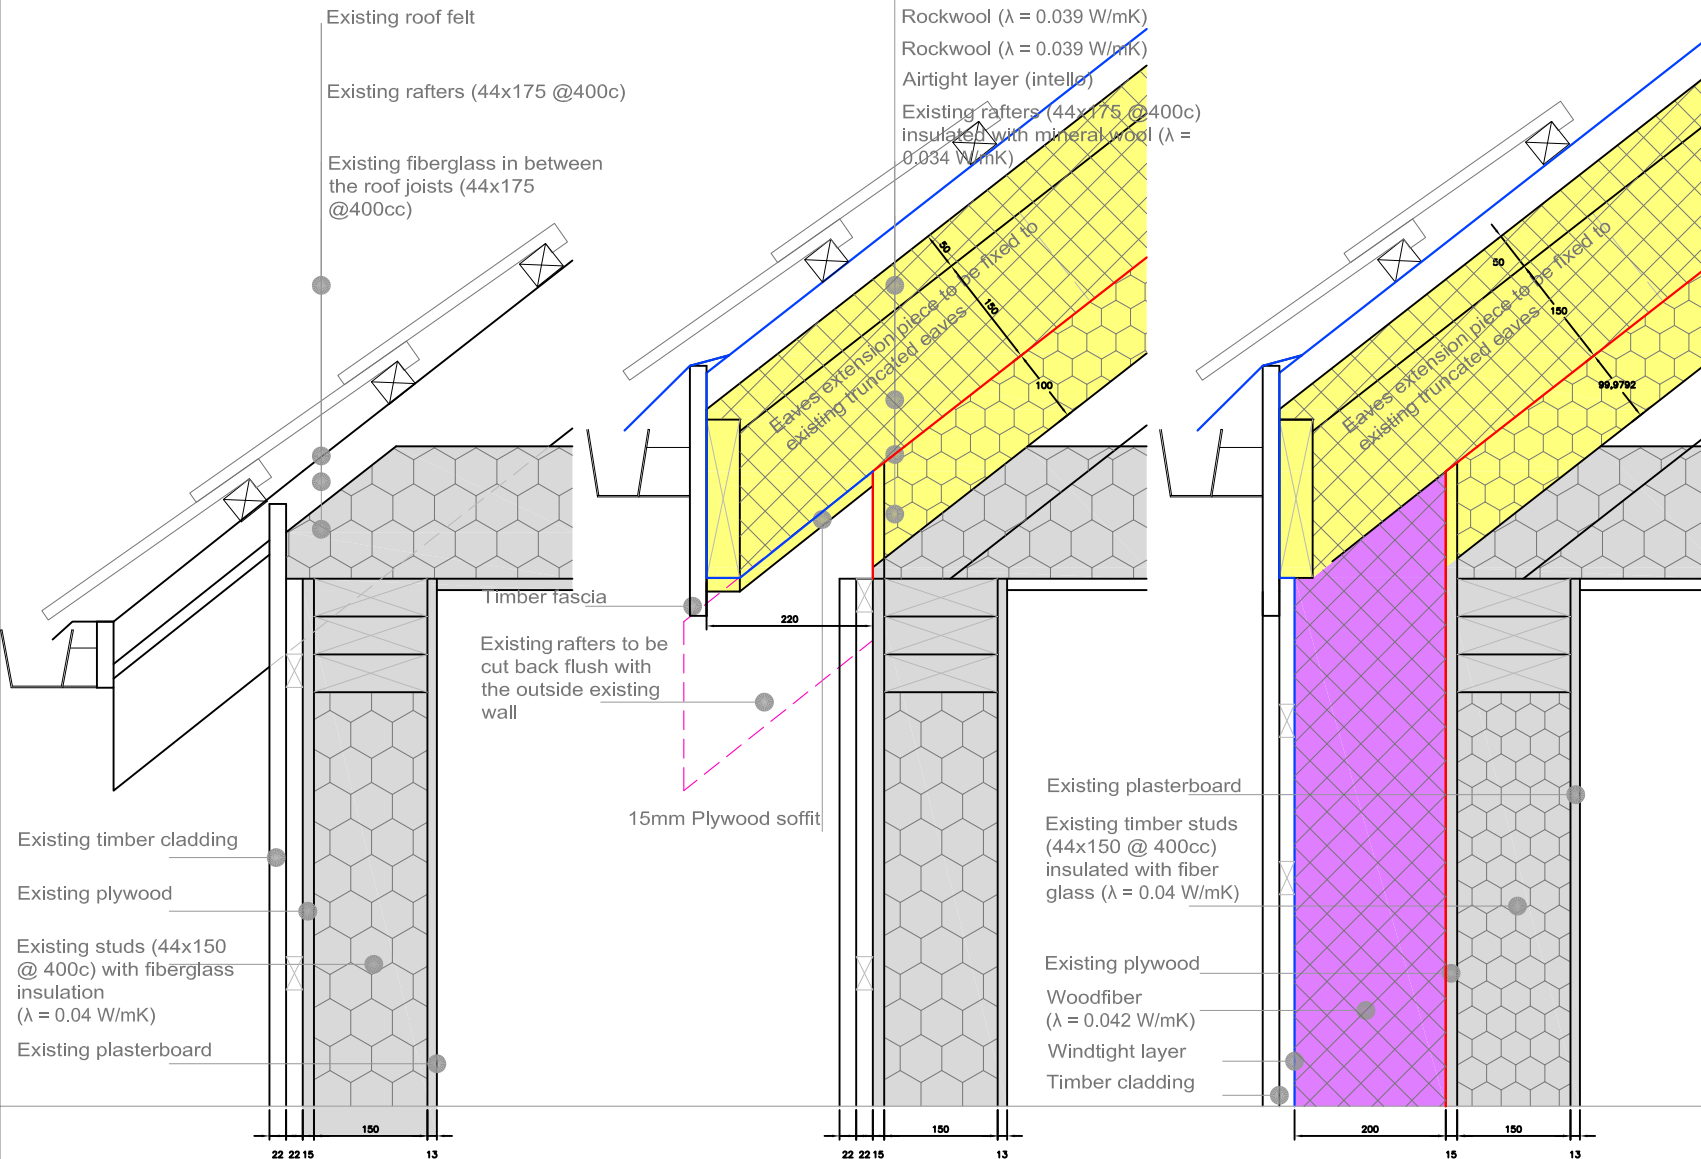 Existing roof felt
Existing rafters (44x175 @400c)
Existing fiberglass in between
the roof joists (44x175
@400cc)
Existing timber cladding
Existing plywood
Existing studs (44x150
@ 400c) with fiberglass
insulation
(λ = 0.04 W/mK)
Existing plasterboard
22 22 15 150 13
Rockwool (λ = 0.039 W/mK)
Rockwool (λ = 0.039 W/mK)
Airtight layer (intello)
Existing rafters (44x175 @400c)
insulated with mineral wool (λ =
0.034 W/mK)
50
150
100
Eaves extension piece to be fixed to
existing truncated eaves
Timber fascia
220
Existing rafters to be
cut back flush with
the outside existing
wall
15mm Plywood soffit
22 22 15 150 13
50
150
99,9792
Eaves extension piece to be fixed to
existing truncated eaves
Existing plasterboard
Existing timber studs
(44x150 @ 400cc)
insulated with fiber
glass (λ = 0.04 W/mK)
Existing plywood
Woodfiber
(λ = 0.042 W/mK)
Windtight layer
Timber cladding
200 15 150 13